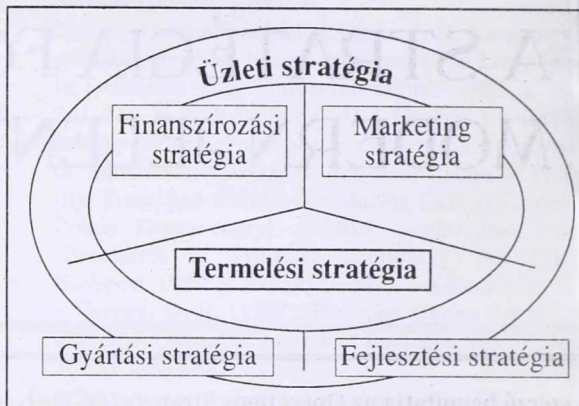 Üzleti stratégia
Finanszírozási
stratégia
Marketing
stratégia
Termelési stratégia
Gyártási stratégia
Fejlesztési stratégia